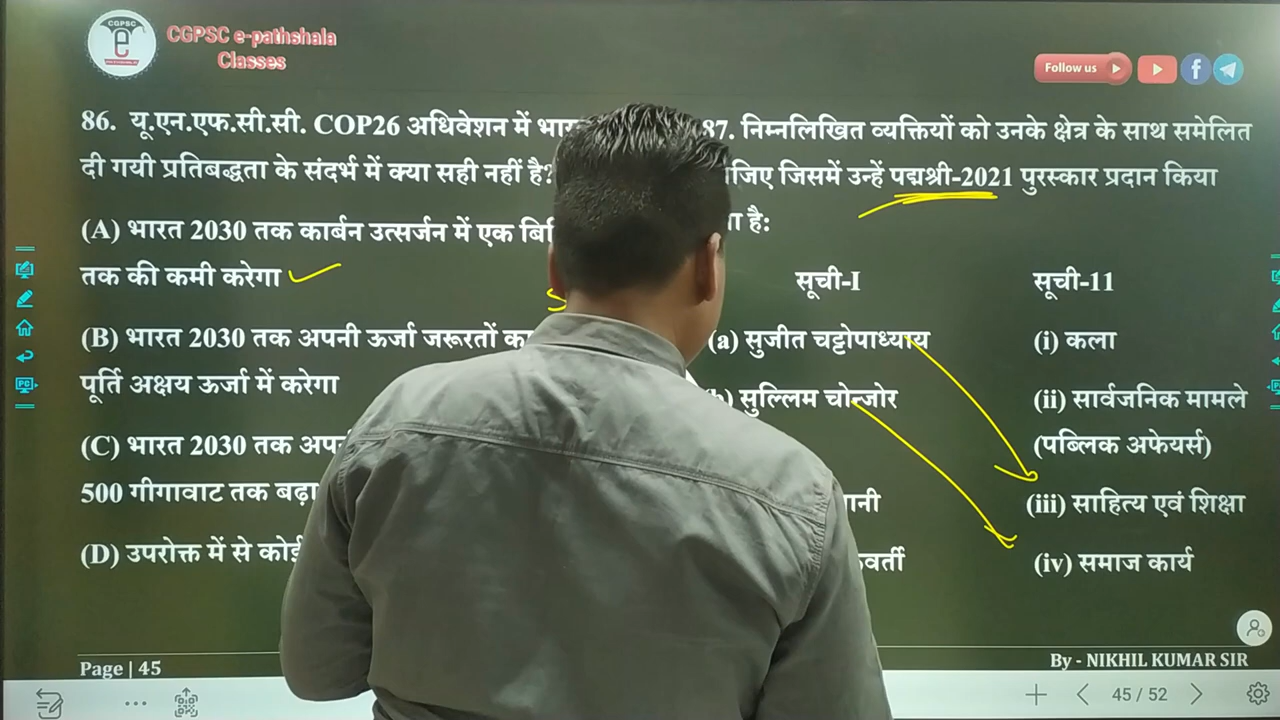 CGPSC
CGPSC e-pathshala
Classes
Follow us
86. यू.एन.एफ.सी.सी. COP26 अधिवेशन में
दी गयी प्रतिबद्धता के संदर्भ में क्या सही नहीं है?
(A) भारत 2030 तक कार्बन उत्सर्जन में एक
तक की कमी करेगा
(B) भारत 2030 तक अपनी ऊर्जा जरूरतों
पूर्ति अक्षय ऊर्जा में करेगा
(C) भारत 2030 तक
500 गीगावाट तक
(D) उपरोक्त में से
87. निम्नलिखित व्यक्तियों को उनके क्षेत्र के साथ समेलित
जिसमें उन्हें पद्मश्री-2021 पुरस्कार प्रदान किया
है:
सूची-I सूची-11
(a) सुजीत चट्टोपाध्याय (i) कला
सुल्लिम चोन्जोर (ii) सार्वजनिक मामले
(पब्लिक अफेयर्स)
(iii) साहित्य एवं शिक्षा
(iv) समाज कार्य
Page | 45
By - NIKHIL KUMAR SIR
45 / 52